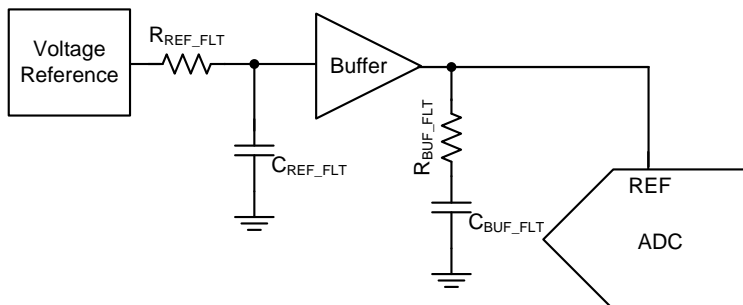 Voltage
Reference
R_REF_FLT
Buffer
C_REF_FLT
R_BUF_FLT
C_BUF_FLT
REF
ADC